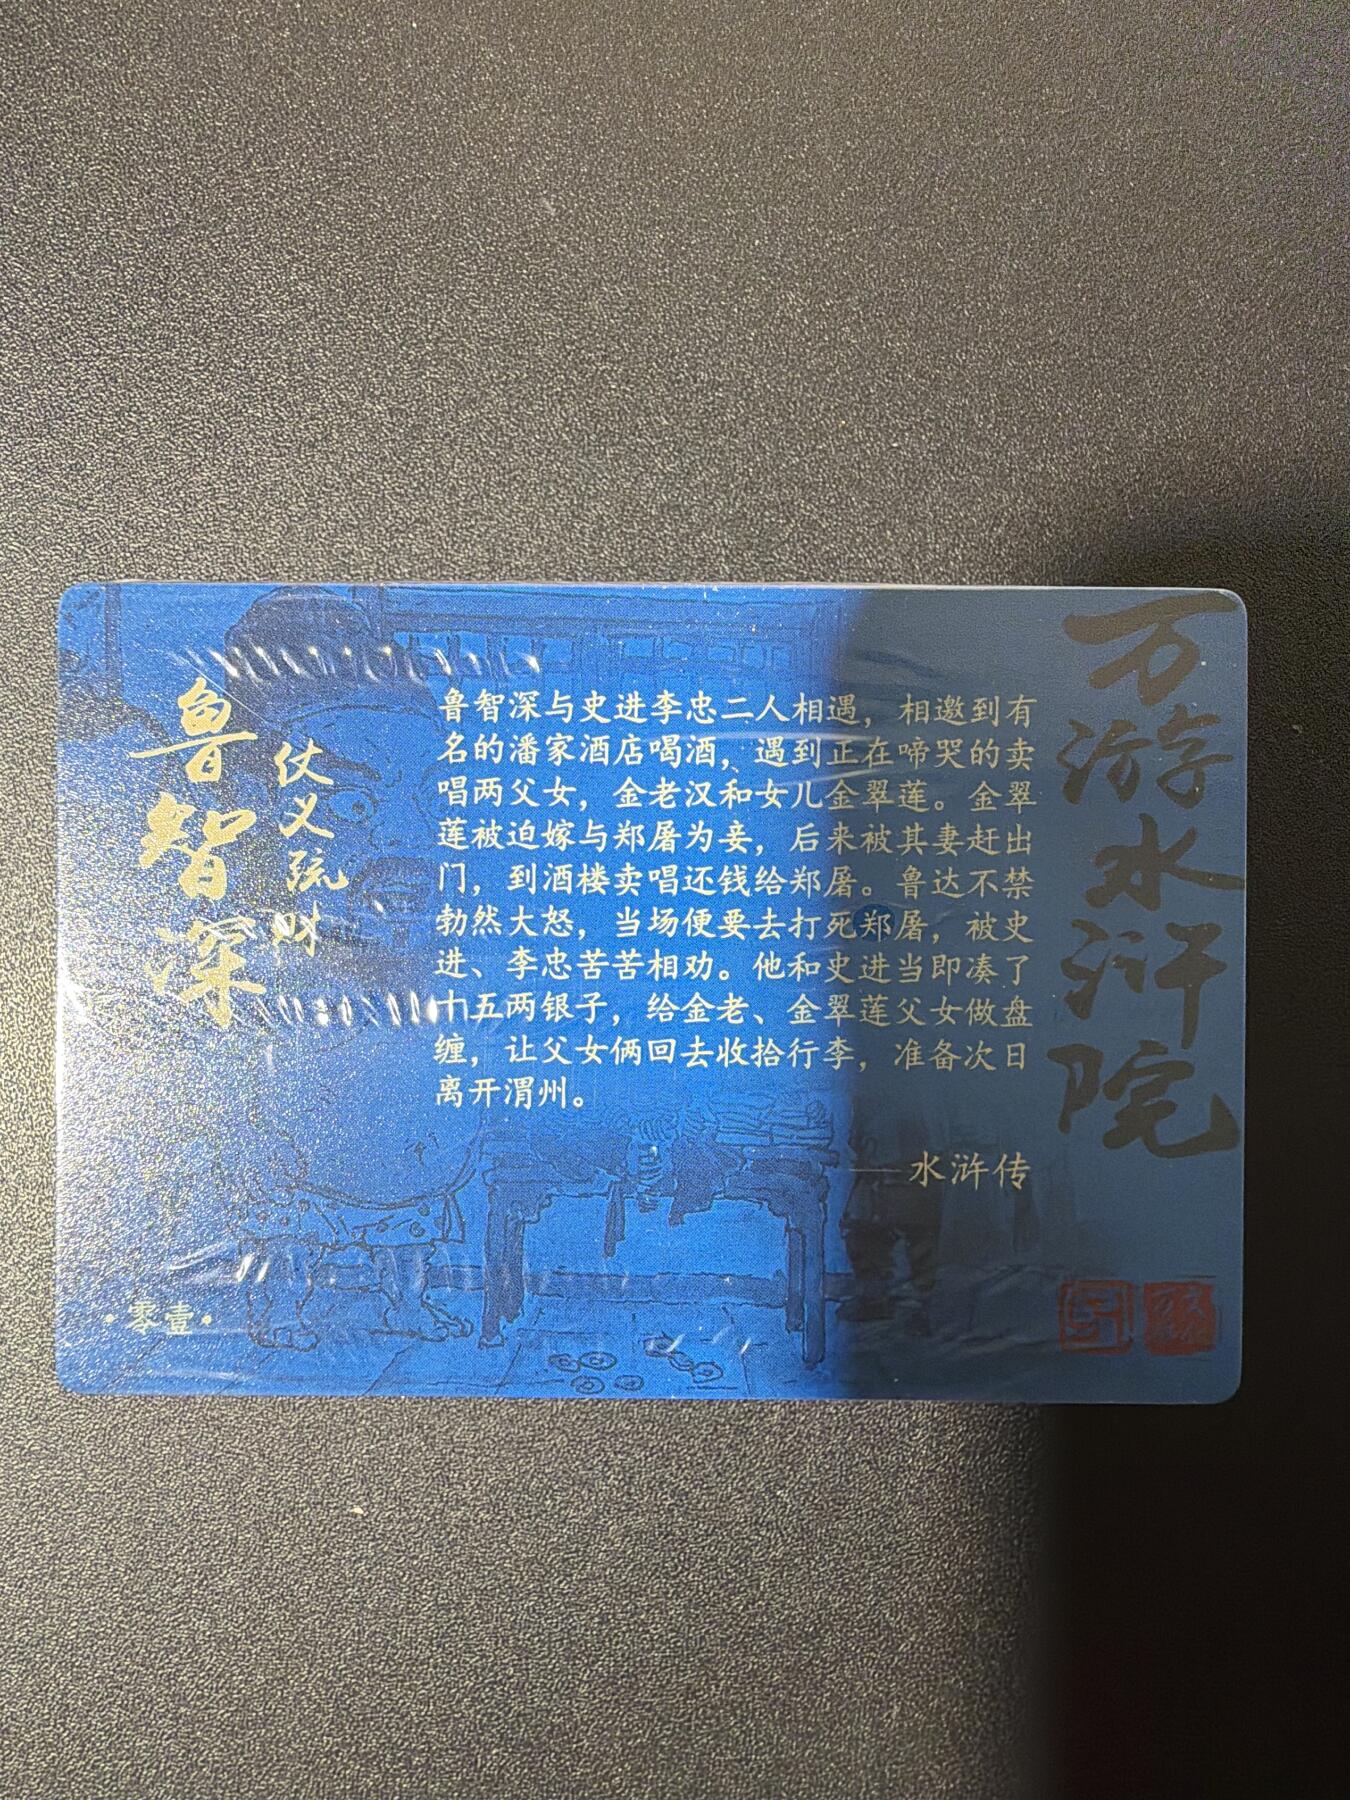 鲁智深
仗义疏财
鲁智深与史进李忠二人相遇，相邀到有
名的潘家酒店喝酒，遇到正在啼哭的卖
唱两父女，金老汉和女儿金翠莲。金翠
莲被迫嫁与郑屠为妾，后来被其妻赶出
门，到酒楼卖唱还钱给郑屠。鲁达不禁
勃然大怒，当场便要去打死郑屠，被史
进、李忠苦苦相劝。他和史进当即凑了
十五两银子，给金老、金翠莲父女做盘
缠，让父女俩回去收拾行李，准备次日
离开渭州。
——水浒传
万游水浒院
·零壹·